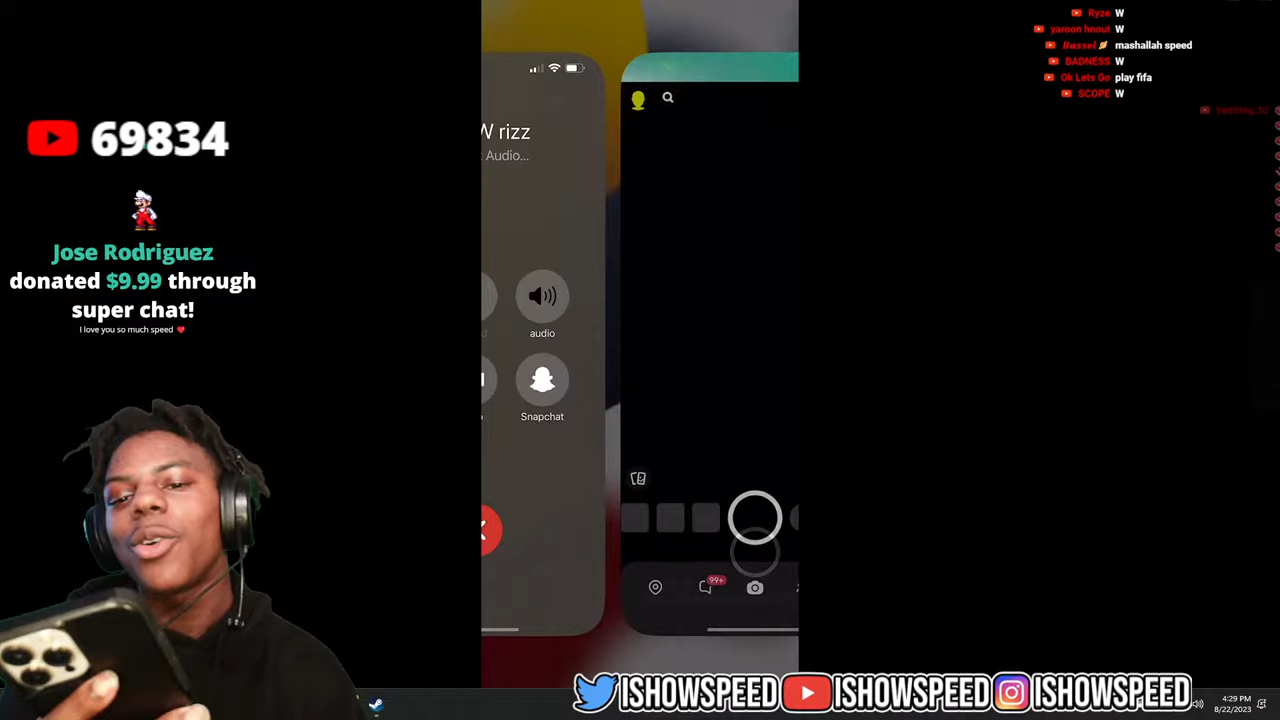 69834
Jose Rodriguez
donated $9.99 through
super chat!
I love you so much speed
W rizz
Audio...
audio
Snapchat
99+
Ryze W
yaroon hnout W
Bassel mashallah speed
BADNESS W
Ok Lets Go play fifa
SCOPE W
ISHOWSPEED ISHOWSPEED ISHOWSPEED
4:29 PM
8/22/2023